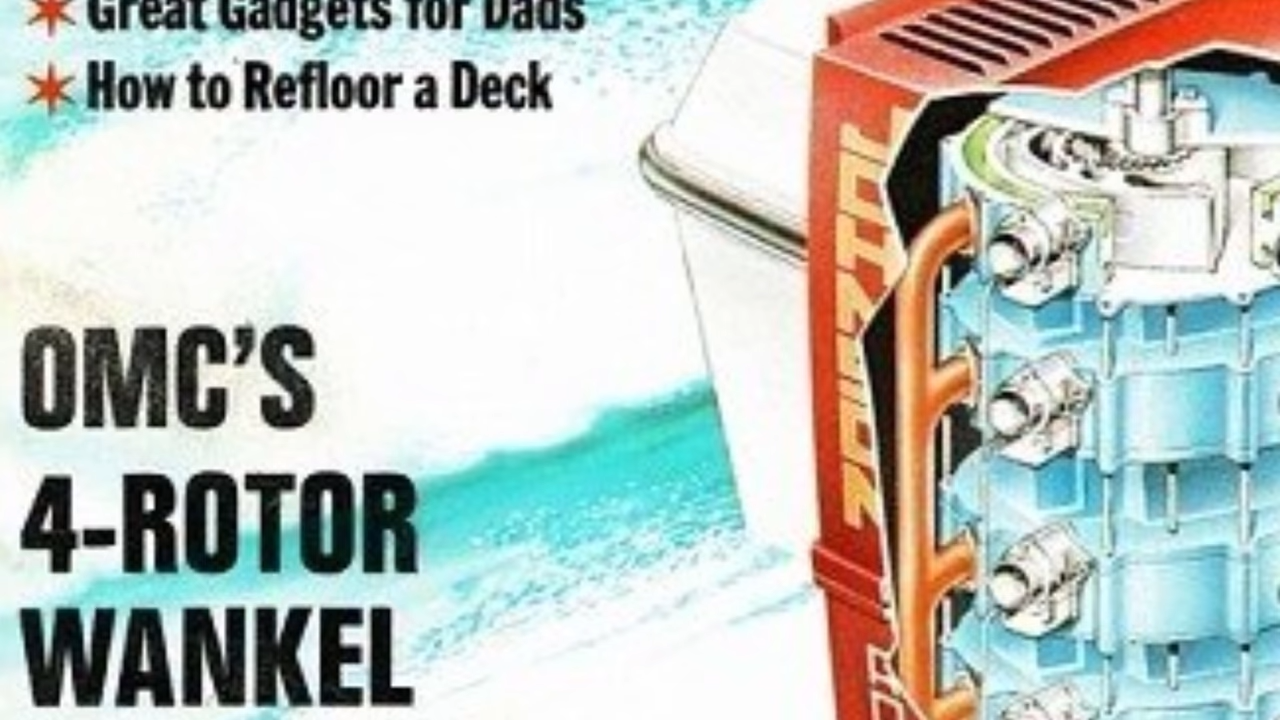 Great Gadgets for Dads
How to Refloor a Deck
OMC'S
4-ROTOR
WANKEL